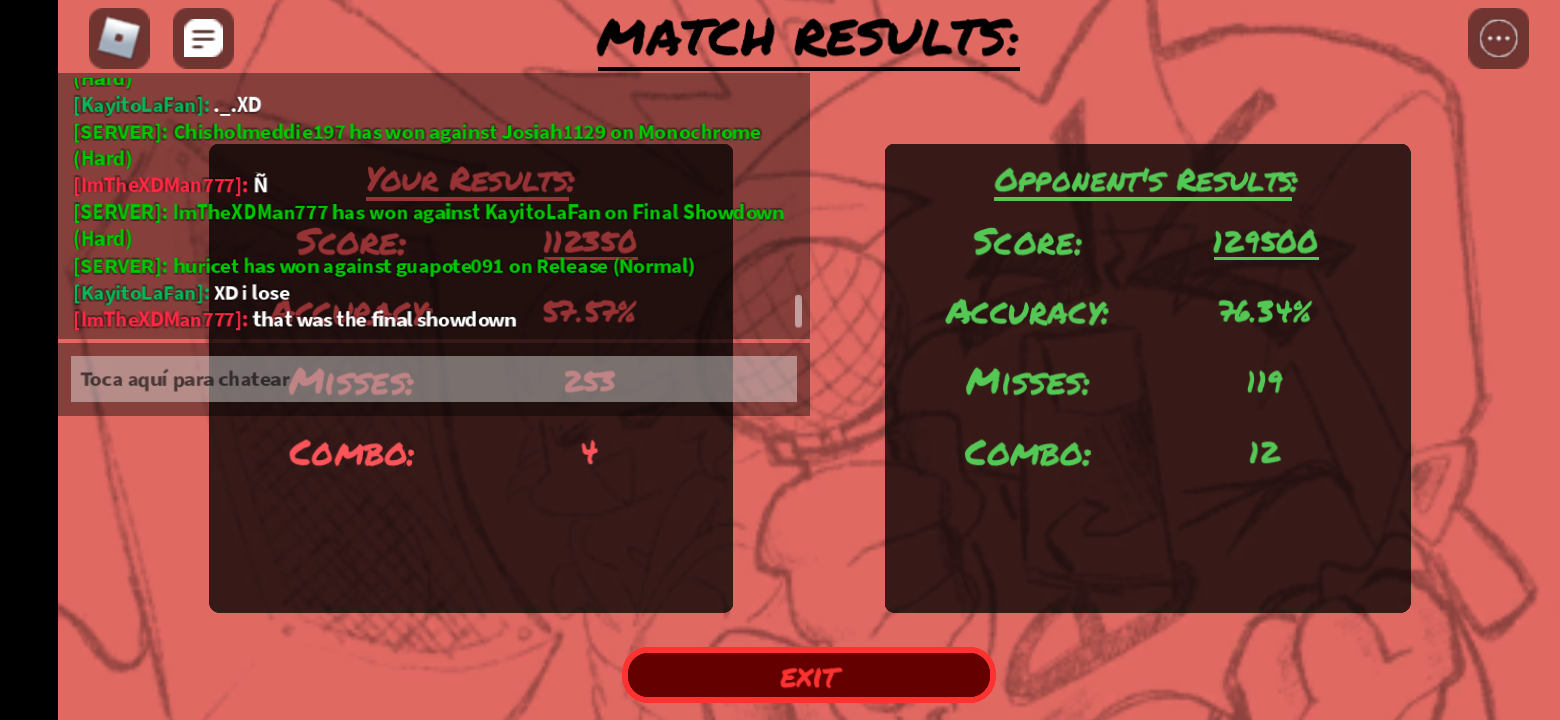 MATCH RESULTS:
(Hard)
[KayitoLaFan]: ._.XD
[SERVER]: Chisholmeddie197 has won against Josiah1129 on Monochrome
(Hard)
[ImTheXDMan777]: Ñ
[SERVER]: ImTheXDMan777 has won against KayitoLaFan on Final Showdown
(Hard)
[SERVER]: huricet has won against guapote091 on Release (Normal)
[KayitoLaFan]: XD i lose
[ImTheXDMan777]: that was the final showdown
Toca aquí para chatear
YOUR RESULTS:
SCORE: 112350
ACCURACY: 57.57%
MISSES: 253
COMBO: 4
OPPONENT'S RESULTS:
SCORE: 129500
ACCURACY: 76.34%
MISSES: 119
COMBO: 12
EXIT